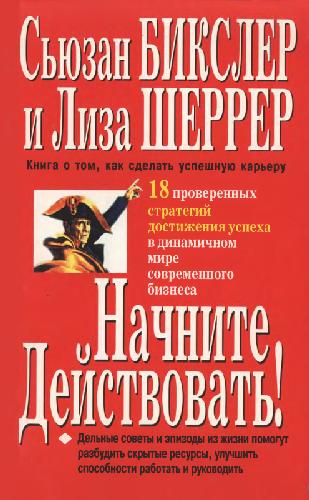 Сьюзан БИКСЛЕР
и Лиза ШЕРРЕР
Книга о том, как сделать успешную карьеру
18 проверенных
стратегий
достижения успеха
в динамичном
мире
современного
бизнеса
Начните
Действовать!
Дельные советы и эпизоды из жизни помогут
разбудить скрытые ресурсы, улучшить
способности работать и руководить